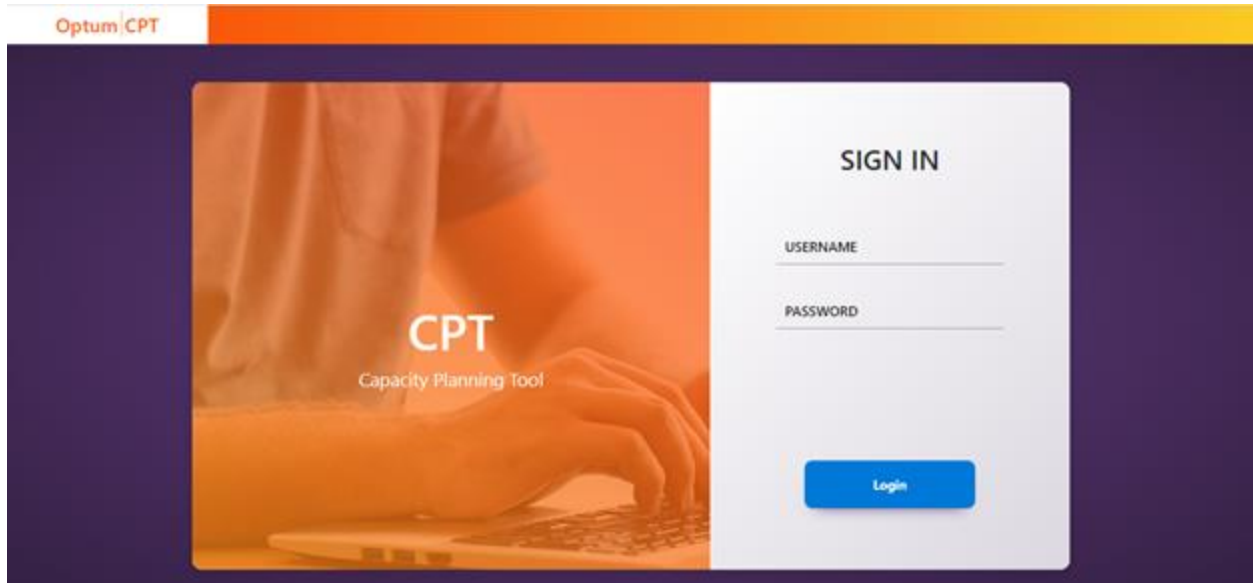 Optum CPT
SIGN IN
USERNAME
PASSWORD
CPT
Capacity Planning Tool
Login